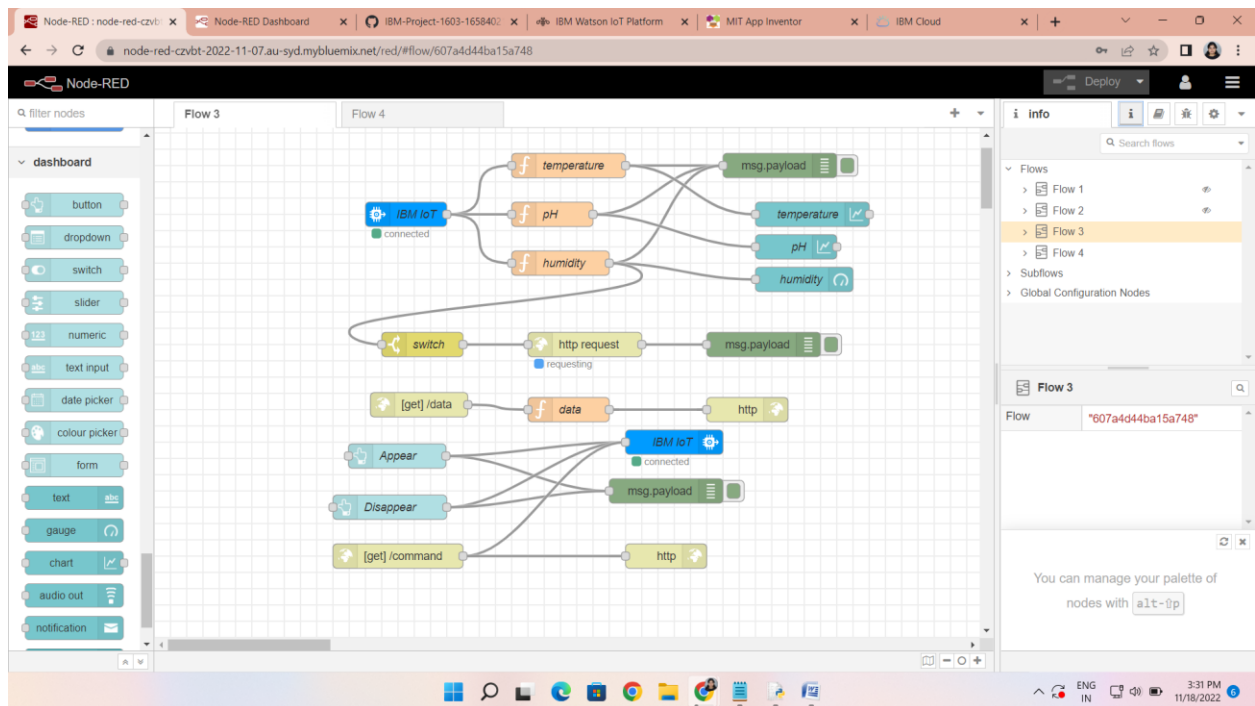 Node-RED : node-red-czvb
Node-RED Dashboard
IBM-Project-1603-1658402
IBM Watson IoT Platform
MIT App Inventor
IBM Cloud
node-red-czvbt-2022-11-07.au-syd.mybluemix.net/red/#flow/607a4d44ba15a748
Node-RED
Deploy
filter nodes
Flow 3
Flow 4
i info
Search flows
dashboard
button
dropdown
switch
slider
123 numeric
abc text input
date picker
colour picker
form
text abc
gauge
chart
audio out
notification
f temperature
msg.payload
IBM IoT
connected
f pH
temperature
pH
f humidity
humidity
switch
http request
requesting
msg.payload
[get] /data
f data
http
Appear
IBM IoT
connected
msg.payload
Disappear
[get] /command
http
Flows
Flow 1
Flow 2
Flow 3
Flow 4
Subflows
Global Configuration Nodes
Flow 3
Flow "607a4d44ba15a748"
You can manage your palette of
nodes with alt-⇧p
ENG
IN
3:31 PM
11/18/2022
6